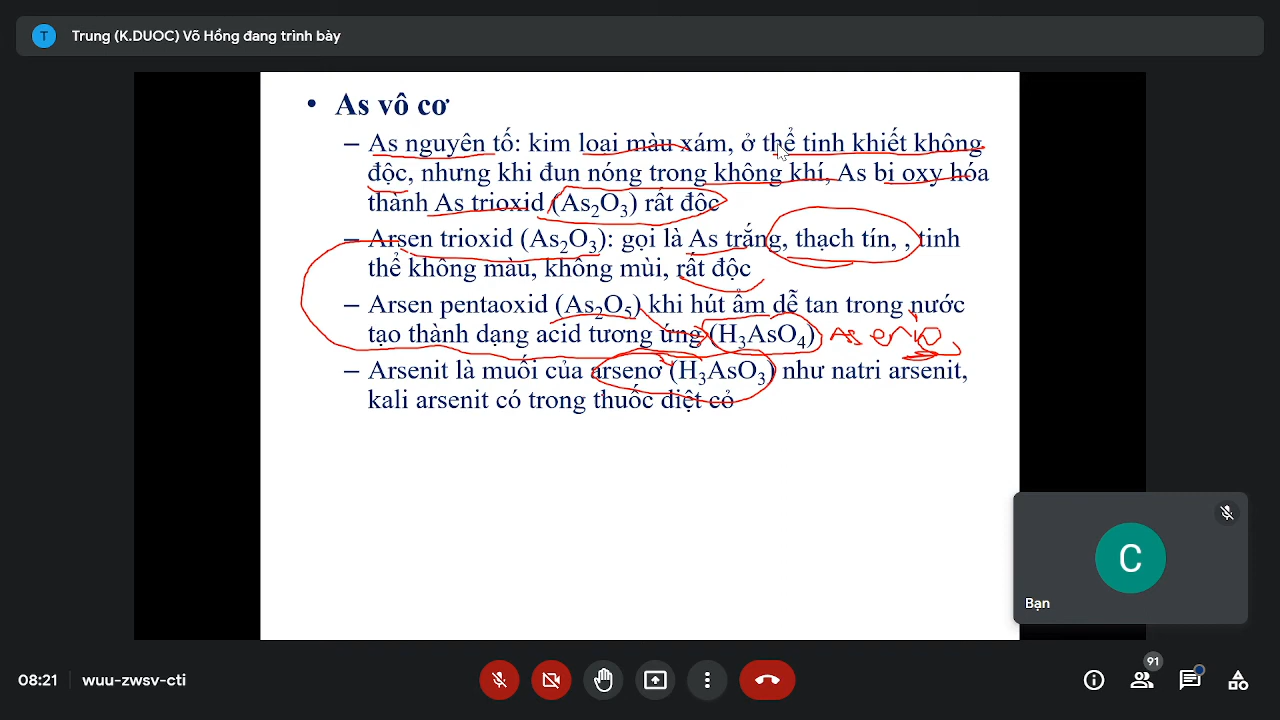 T
Trung (K.DUOC) Võ Hồng đang trình bày
• As vô cơ
– As nguyên tố: kim loại màu xám, ở thể tinh khiết không
độc, nhưng khi đun nóng trong không khí, As bị oxy hóa
thành As trioxid (As₂O₃) rất độc
– Arsen trioxid (As₂O₃): gọi là As trắng, thạch tín, , tinh
thể không màu, không mùi, rất độc
– Arsen pentaoxid (As₂O₅) khi hút ẩm dễ tan trong nước
tạo thành dạng acid tương ứng (H₃AsO₄)
– Arsenit là muối của arsenơ (H₃AsO₃) như natri arsenit,
kali arsenit có trong thuốc diệt cỏ
C
Bạn
08:21 | wuu-zwsv-cti
91